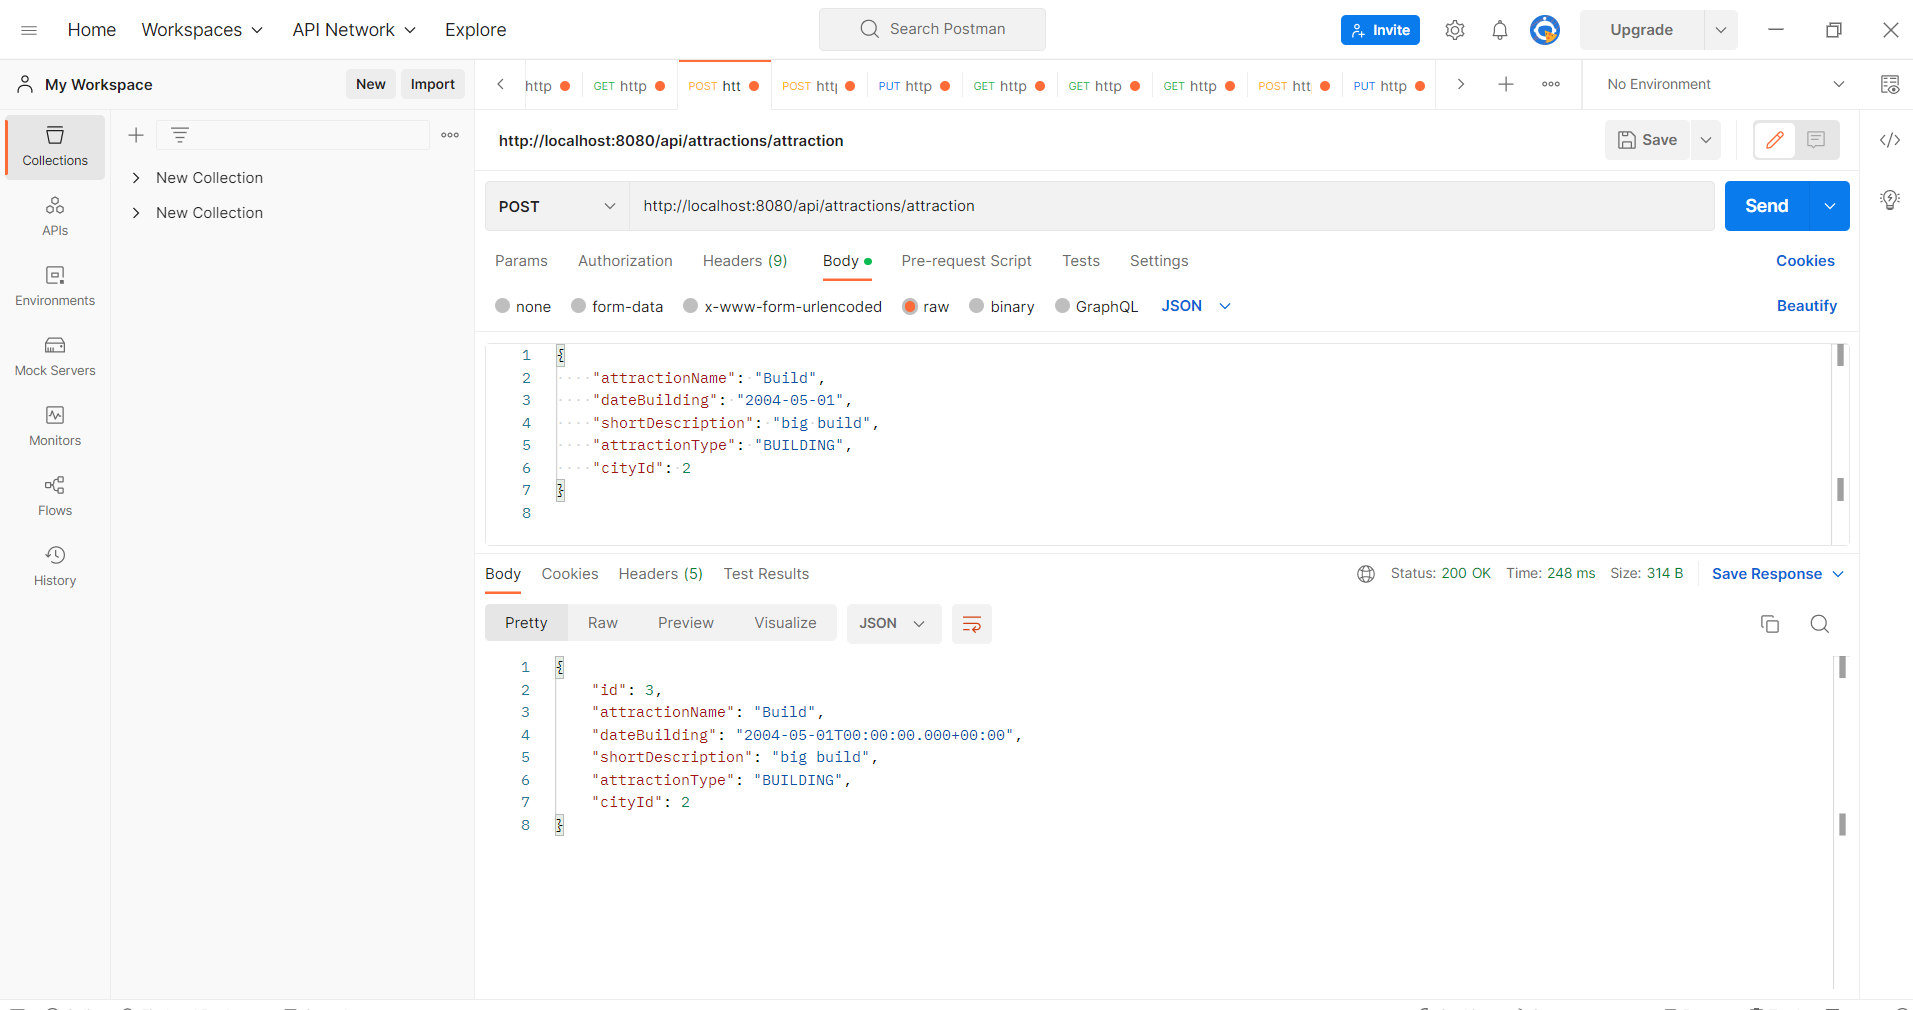 Home Workspaces API Network Explore Search Postman Invite Upgrade
My Workspace New Import http GET http POST htt POST http PUT http GET http GET http GET http POST htt PUT http No Environment
Collections
New Collection
New Collection
APIs
Environments
Mock Servers
Monitors
Flows
History
http://localhost:8080/api/attractions/attraction Save
POST http://localhost:8080/api/attractions/attraction Send
Params Authorization Headers (9) Body Pre-request Script Tests Settings Cookies
none form-data x-www-form-urlencoded raw binary GraphQL JSON Beautify
1 {
2 "attractionName": "Build",
3 "dateBuilding": "2004-05-01",
4 "shortDescription": "big build",
5 "attractionType": "BUILDING",
6 "cityId": 2
7 }
8
Body Cookies Headers (5) Test Results Status: 200 OK Time: 248 ms Size: 314 B Save Response
Pretty Raw Preview Visualize JSON
1 {
2 "id": 3,
3 "attractionName": "Build",
4 "dateBuilding": "2004-05-01T00:00:00.000+00:00",
5 "shortDescription": "big build",
6 "attractionType": "BUILDING",
7 "cityId": 2
8 }